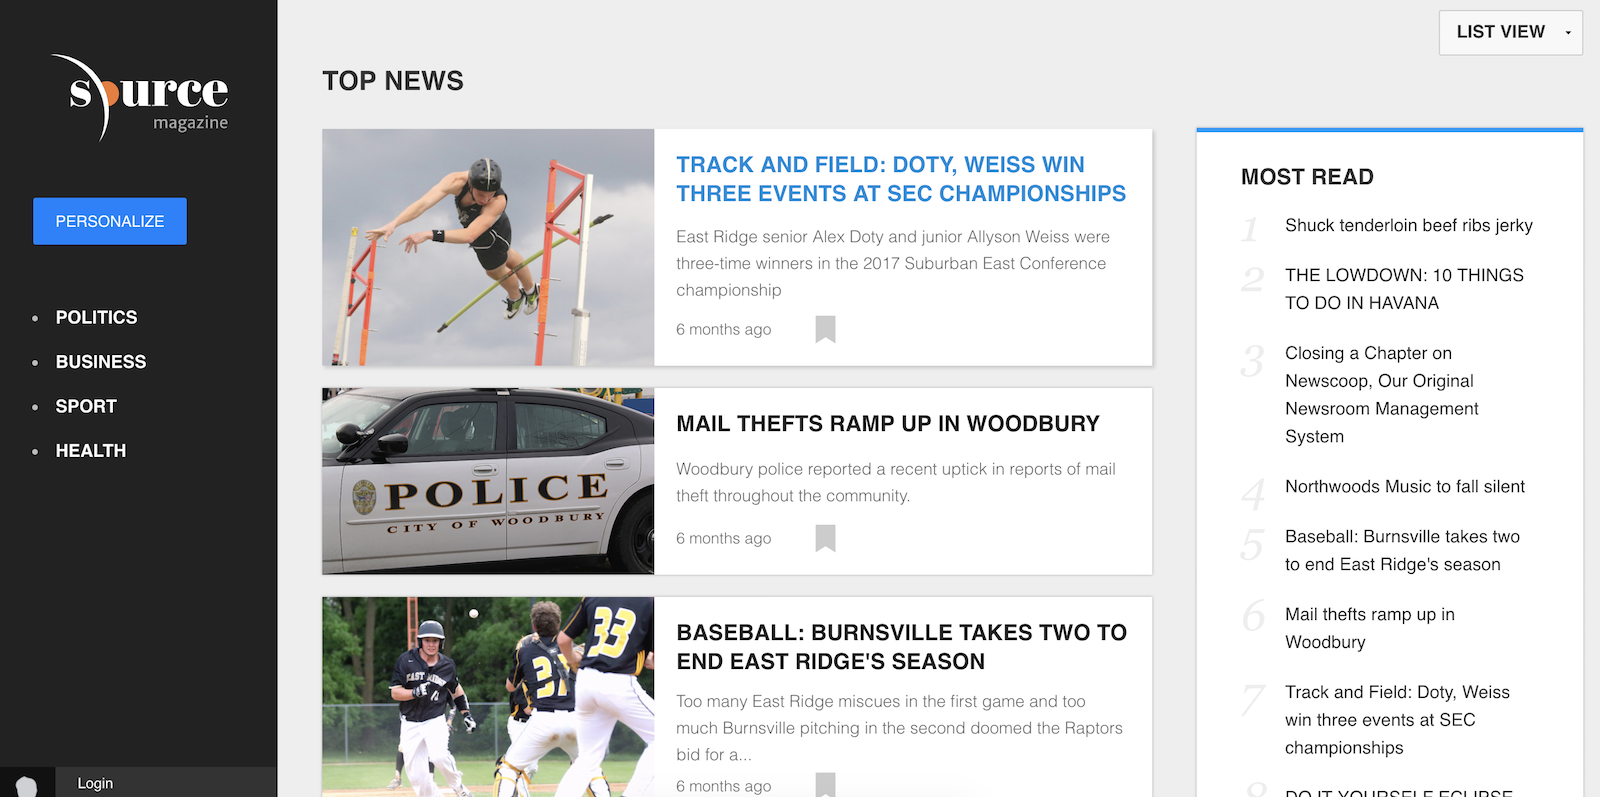 source
magazine
PERSONALIZE
POLITICS
BUSINESS
SPORT
HEALTH
Login
LIST VIEW
TOP NEWS
TRACK AND FIELD: DOTY, WEISS WIN
THREE EVENTS AT SEC CHAMPIONSHIPS
East Ridge senior Alex Doty and junior Allyson Weiss were
three-time winners in the 2017 Suburban East Conference
championship
6 months ago
POLICE
CITY OF WOODBURY
MAIL THEFTS RAMP UP IN WOODBURY
Woodbury police reported a recent uptick in reports of mail
theft throughout the community.
6 months ago
EAST RIDGE
31
33
BASEBALL: BURNSVILLE TAKES TWO TO
END EAST RIDGE'S SEASON
Too many East Ridge miscues in the first game and too
much Burnsville pitching in the second doomed the Raptors
bid for a...
6 months ago
MOST READ
1 Shuck tenderloin beef ribs jerky
2 THE LOWDOWN: 10 THINGS
TO DO IN HAVANA
3 Closing a Chapter on
Newscoop, Our Original
Newsroom Management
System
4 Northwoods Music to fall silent
5 Baseball: Burnsville takes two
to end East Ridge's season
6 Mail thefts ramp up in
Woodbury
7 Track and Field: Doty, Weiss
win three events at SEC
championships
8 DO IT YOURSELF ECLIPSE